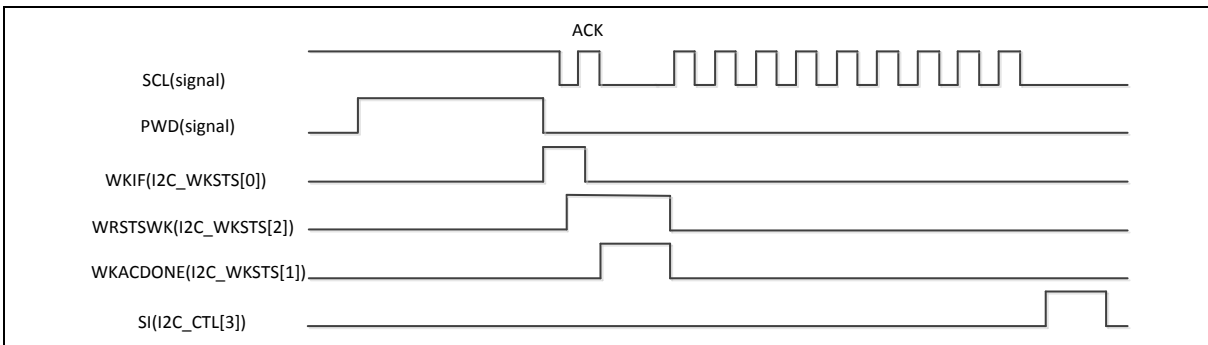 ACK
SCL(signal)
PWD(signal)
WKIF(I2C_WKSTS[0])
WRSTSWK(I2C_WKSTS[2])
WKACDONE(I2C_WKSTS[1])
SI(I2C_CTL[3])